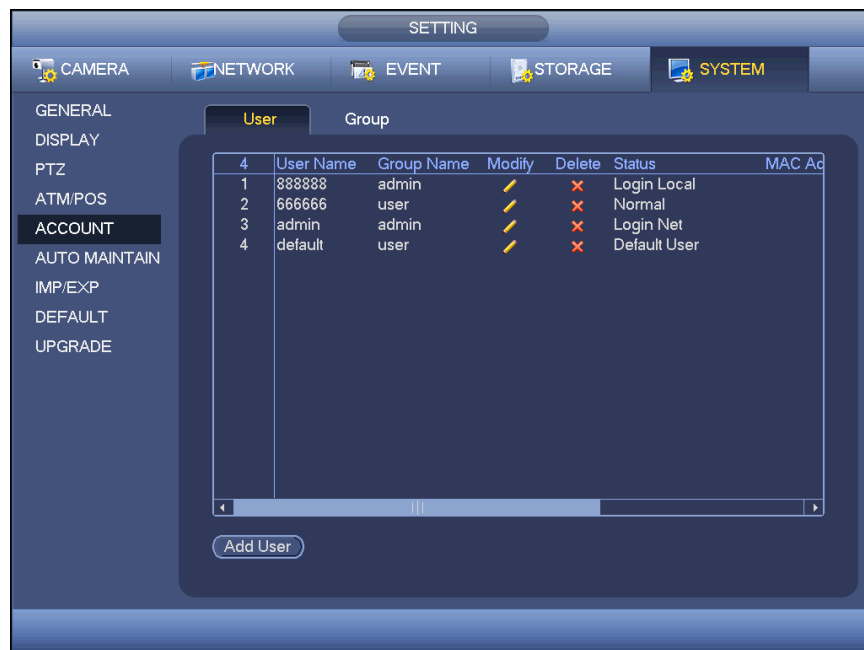 SETTING
CAMERA NETWORK EVENT STORAGE SYSTEM
GENERAL
DISPLAY
PTZ
ATM/POS
ACCOUNT
AUTO MAINTAIN
IMP/EXP
DEFAULT
UPGRADE
User Group
4 User Name Group Name Modify Delete Status MAC Ad
1 888888 admin Login Local
2 666666 user Normal
3 admin admin Login Net
4 default user Default User
Add User